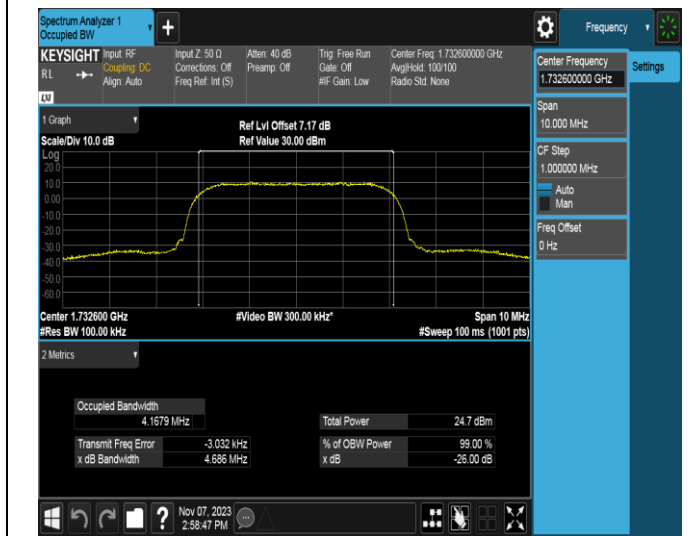 Spectrum Analyzer 1
Occupied BW
+
Frequency
KEYSIGHT
RL
Input: RF
Coupling: DC
Align: Auto
Input Z: 50 Ω
Corrections: Off
Freq Ref: Int (S)
Atten: 40 dB
Preamp: Off
Trig: Free Run
Gate: Off
#IF Gain: Low
Center Freq: 1.732600000 GHz
Avg|Hold: 100/100
Radio Std: None
LXI
Center Frequency
1.732600000 GHz
Settings
Span
10.000 MHz
CF Step
1.000000 MHz
Auto
Man
Freq Offset
0 Hz
1 Graph
Scale/Div 10.0 dB
Ref Lvl Offset 7.17 dB
Ref Value 30.00 dBm
Log
20.0
10.0
0.00
-10.0
-20.0
-30.0
-40.0
-50.0
-60.0
Center 1.732600 GHz
#Video BW 300.00 kHz*
Span 10 MHz
#Res BW 100.00 kHz
#Sweep 100 ms (1001 pts)
2 Metrics
Occupied Bandwidth
4.1679 MHz
Total Power 24.7 dBm
Transmit Freq Error -3.032 kHz
% of OBW Power 99.00 %
x dB Bandwidth 4.686 MHz
x dB -26.00 dB
?
Nov 07, 2023
2:58:47 PM